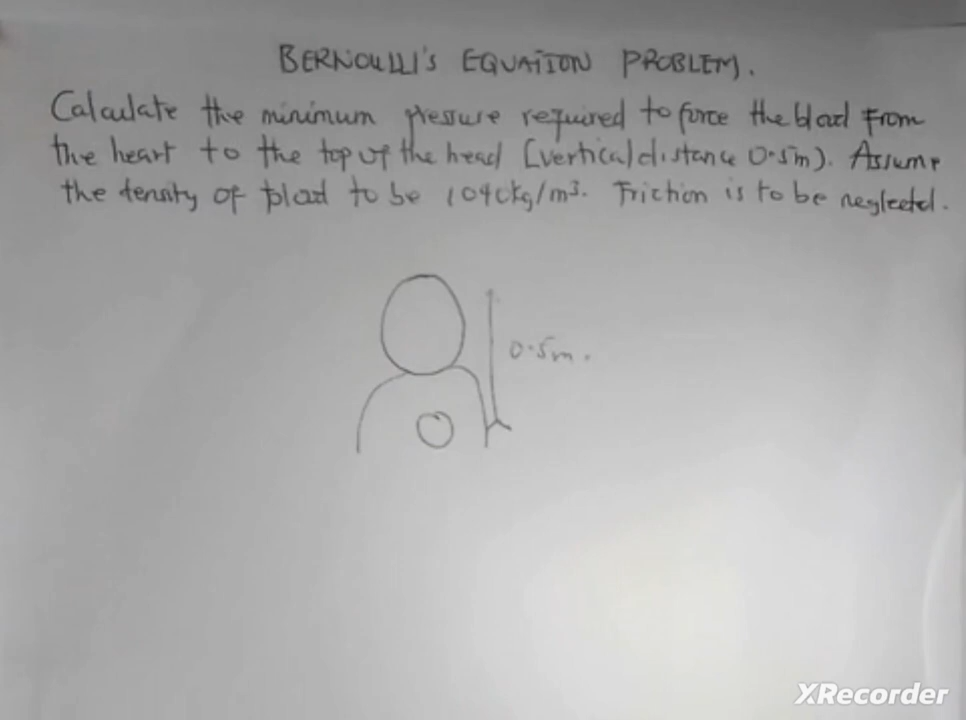 BERNOULLI'S EQUATION PROBLEM.
Calculate the minimum pressure required to force the blood from
the heart to the top of the head [vertical distance 0.5m). Assume
the density of blood to be 1040kg/m³. Friction is to be neglected.
0.5m.
XRecorder